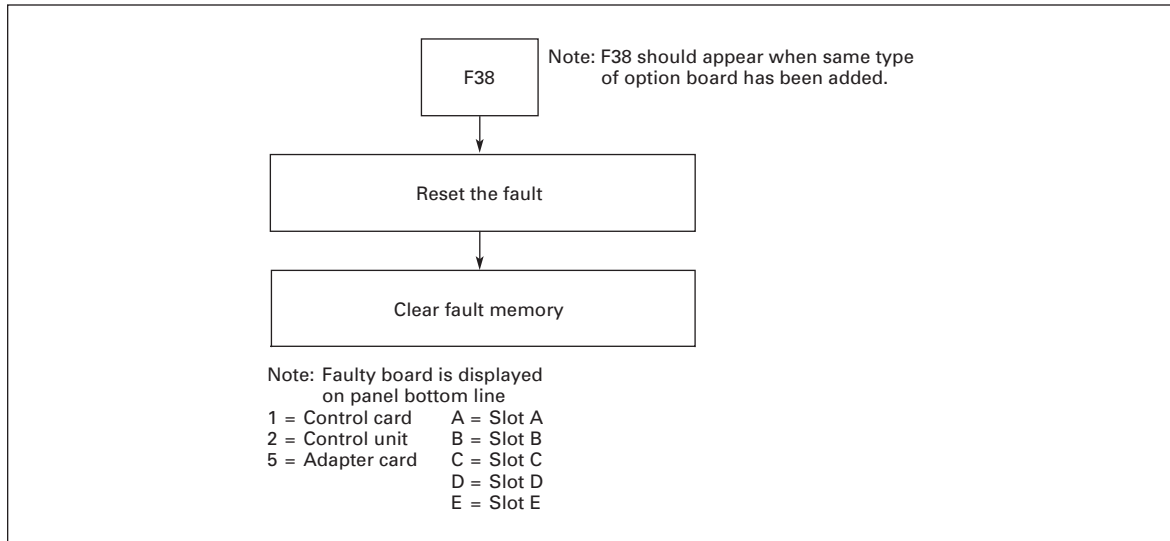 F38
Note: F38 should appear when same type
of option board has been added.
Reset the fault
Clear fault memory
Note: Faulty board is displayed
on panel bottom line
1 = Control card A = Slot A
2 = Control unit B = Slot B
5 = Adapter card C = Slot C
D = Slot D
E = Slot E